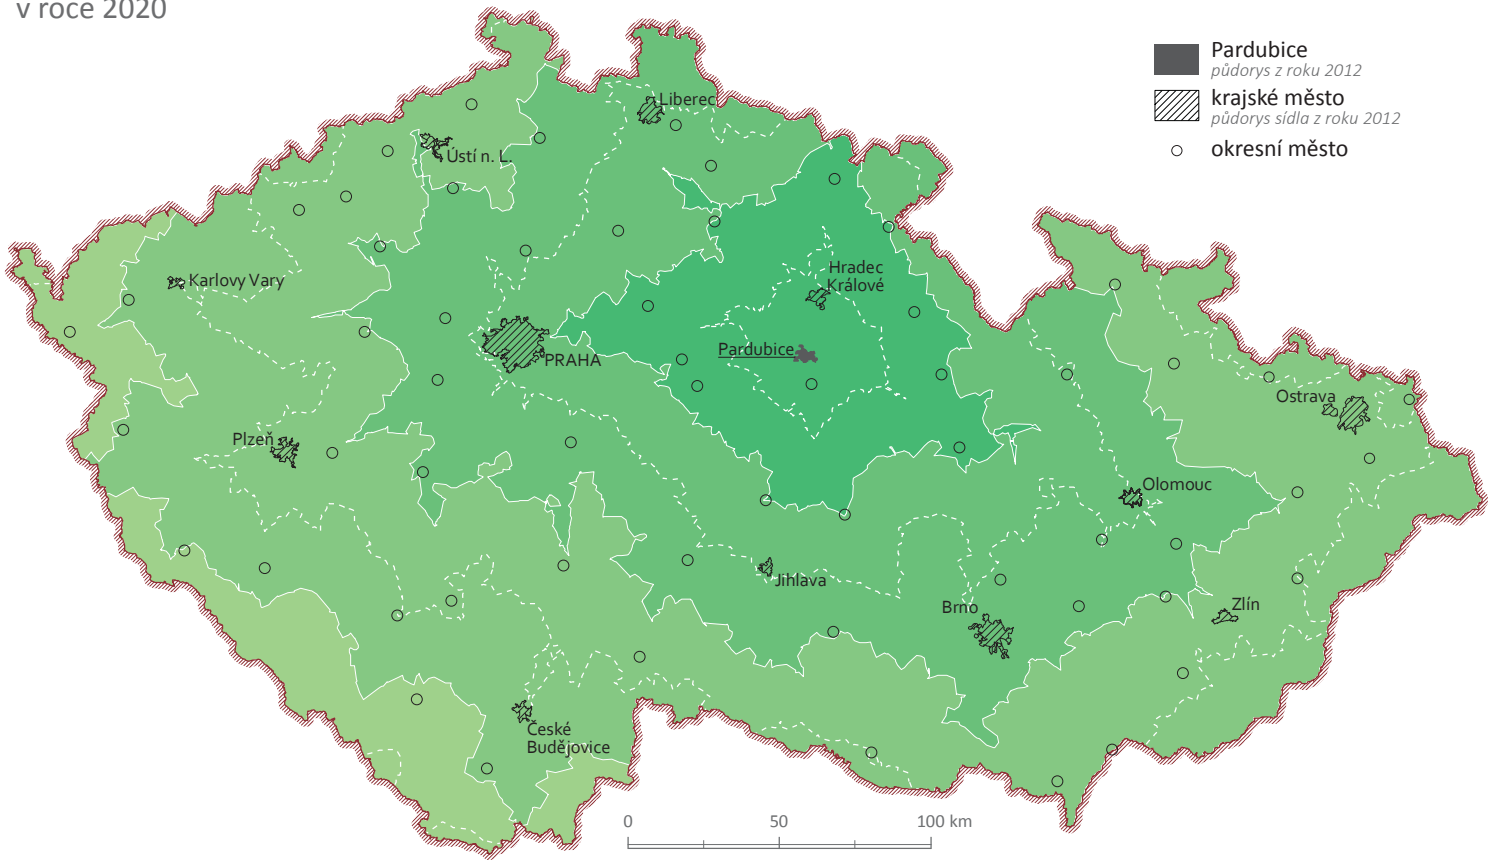 v roce 2020
Pardubice
půdorys z roku 2012
krajské město
půdorys sídla z roku 2012
okresní město
Liberec
Ústí n. L.
Karlovy Vary
Hradec
Králové
Pardubice
PRAHA
Ostrava
Plzeň
Olomouc
Jihlava
Brno
Zlín
České
Budějovice
0 50 100 km